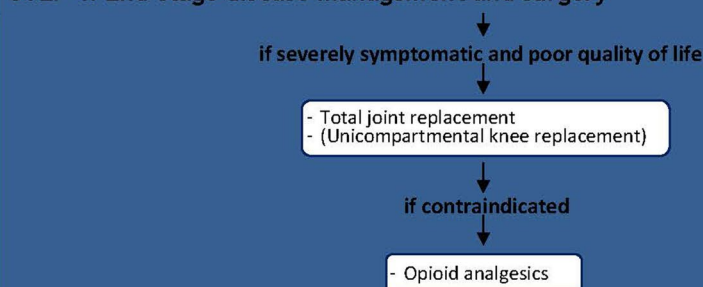 if severely symptomatic and poor quality of life
- Total joint replacement
- (Unicompartmental knee replacement)
if contraindicated
- Opioid analgesics